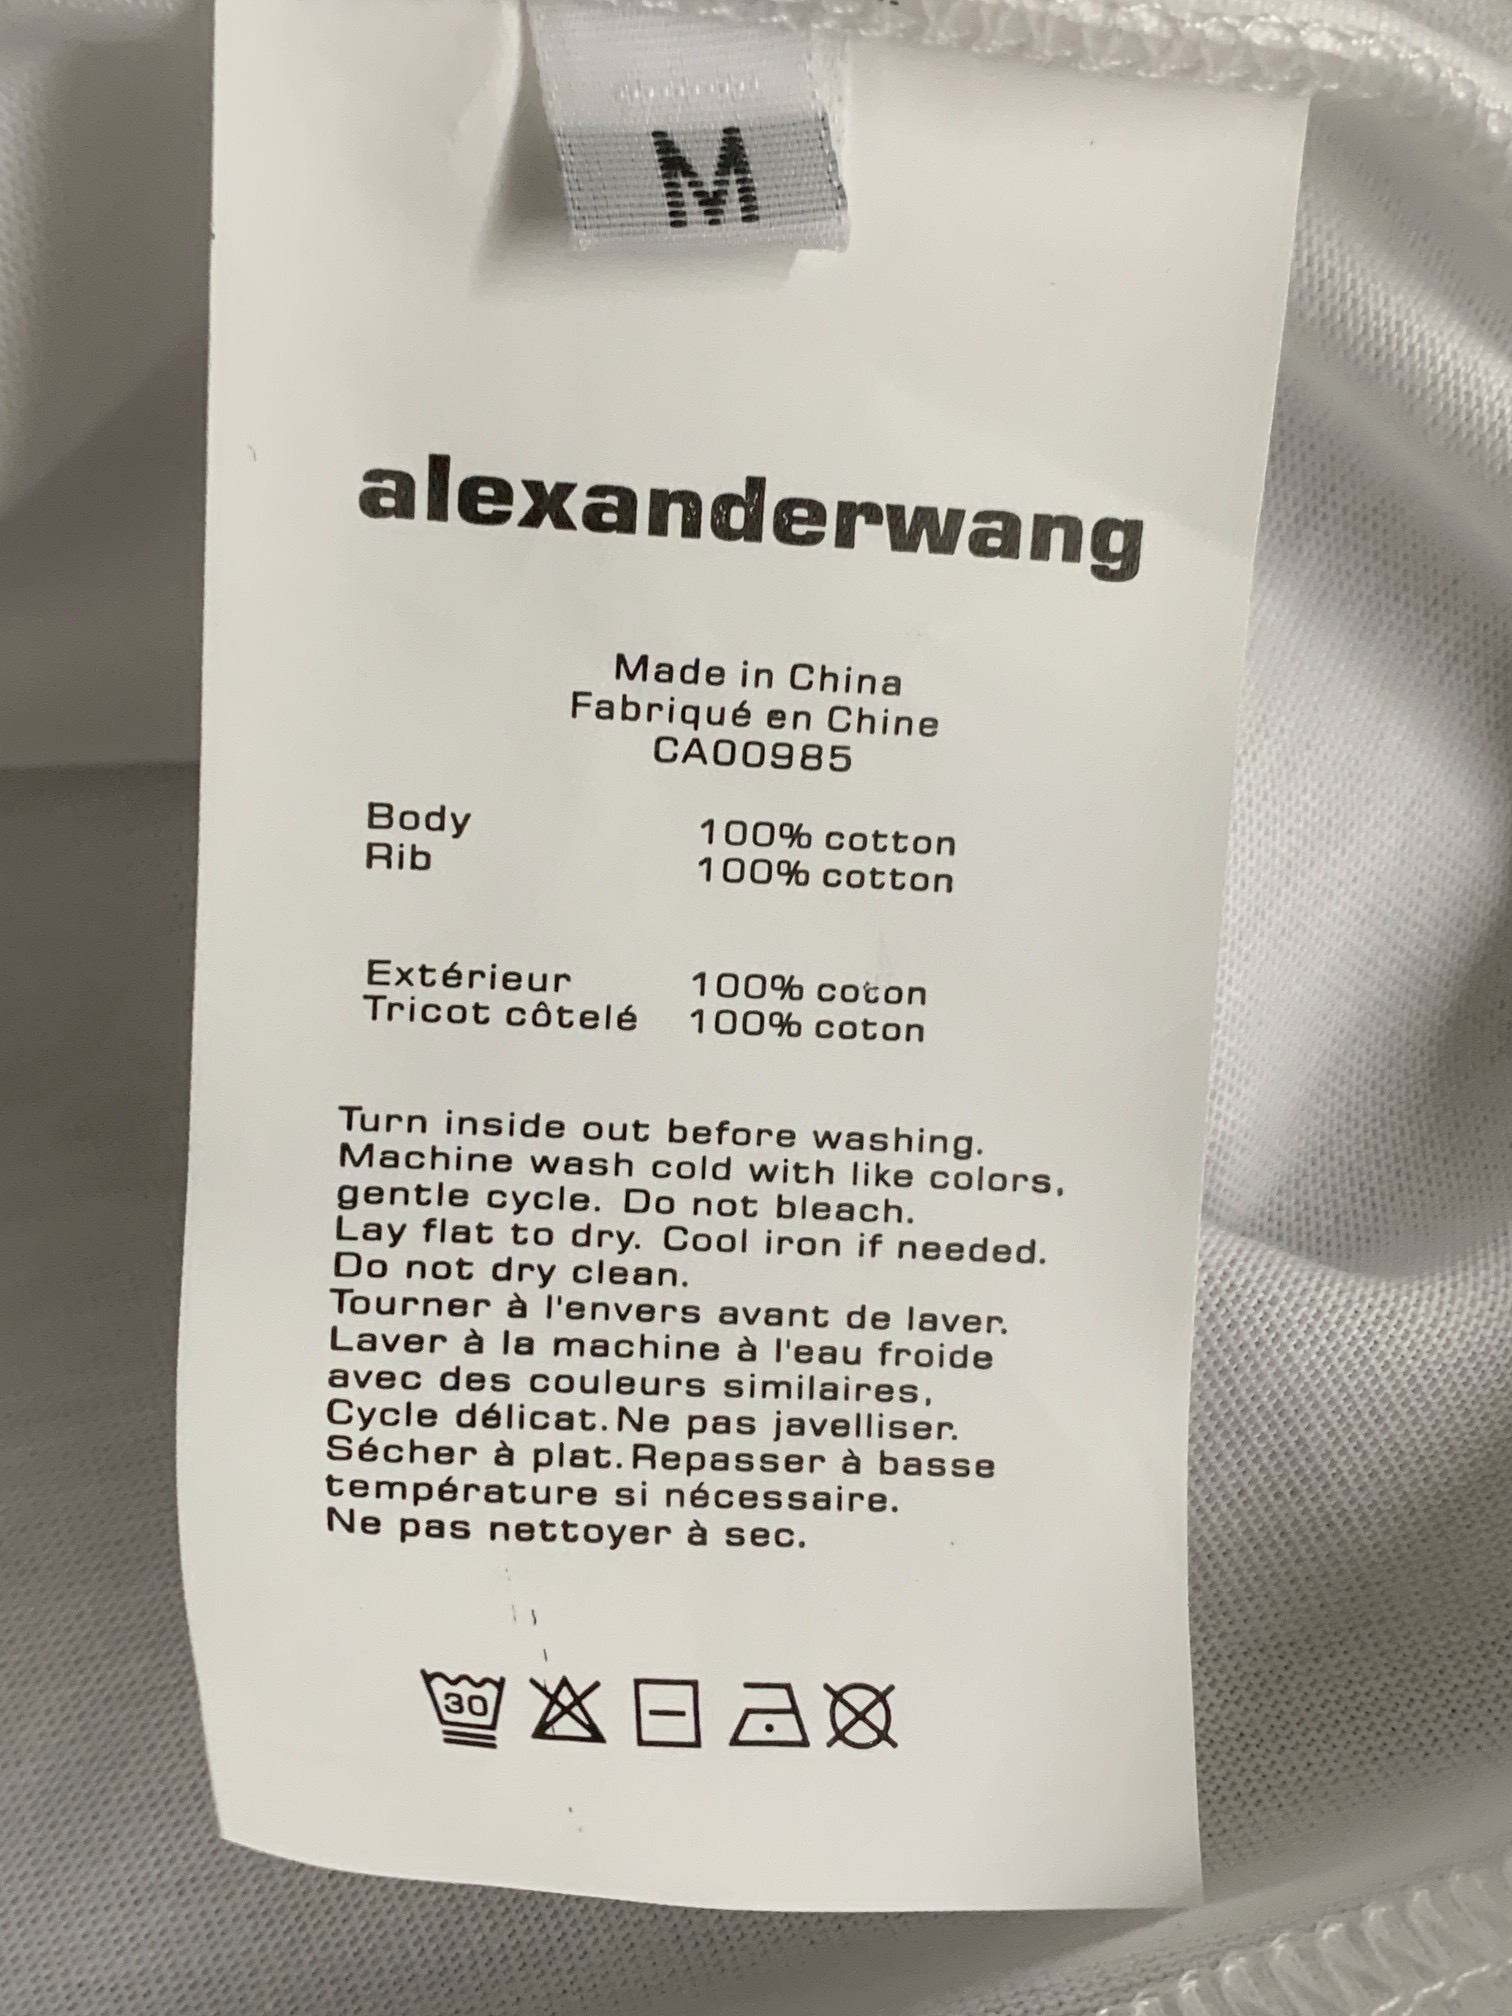 M
alexanderwang
Made in China
Fabriqué en Chine
CA00985
Body 100% cotton
Rib 100% cotton
Extérieur 100% coton
Tricot côtelé 100% coton
Turn inside out before washing.
Machine wash cold with like colors,
gentle cycle. Do not bleach.
Lay flat to dry. Cool iron if needed.
Do not dry clean.
Tourner à l'envers avant de laver.
Laver à la machine à l'eau froide
avec des couleurs similaires,
Cycle délicat. Ne pas javelliser.
Sécher à plat. Repasser à basse
température si nécessaire.
Ne pas nettoyer à sec.
30